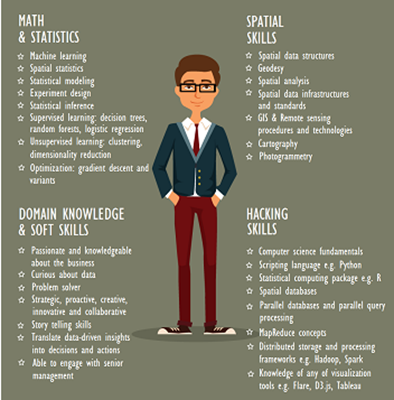 MATH
& STATISTICS
Machine learning
Spatial statistics
Statistical modeling
Experiment design
Statistical inference
Supervised learning: decision trees,
random forests, logistic regression
Unsupervised learning: clustering,
dimensionality reduction
Optimization: gradient descent and
variants
SPATIAL
SKILLS
Spatial data structures
Geodesy
Spatial analysis
Spatial data infrastructures
and standards
GIS & Remote sensing
procedures and technologies
Cartography
Photogrammetry
DOMAIN KNOWLEDGE
& SOFT SKILLS
Passionate and knowledgeable
about the business
Curious about data
Problem solver
Strategic, proactive, creative,
innovative and collaborative
Story telling skills
Translate data-driven insights
into decisions and actions
Able to engage with senior
management
HACKING
SKILLS
Computer science fundamentals
Scripting language e.g. Python
Statistical computing package e.g. R
Spatial databases
Parallel databases and parallel query
processing
MapReduce concepts
Distributed storage and processing
frameworks e.g. Hadoop, Spark
Knowledge of any of visualization
tools e.g. Flare, D3.js, Tableau